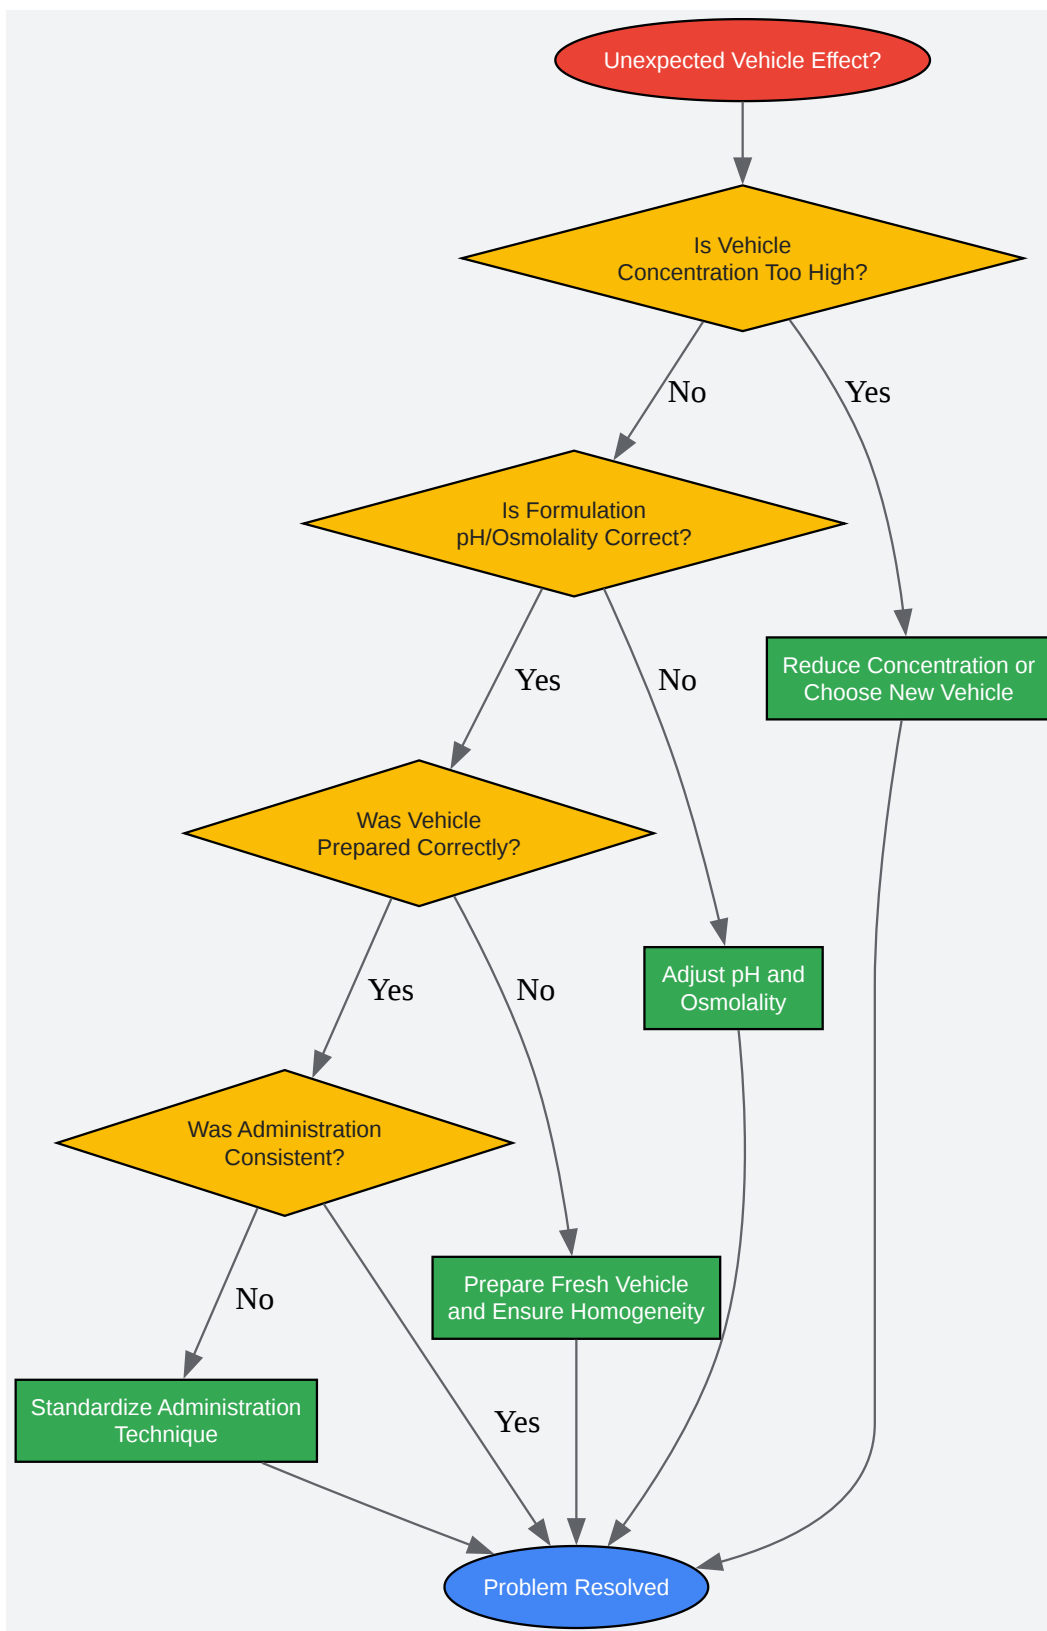 Unexpected Vehicle Effect?
Is Vehicle
Concentration Too High?
No
Yes
Is Formulation
pH/Osmolality Correct?
Yes
No
Reduce Concentration or
Choose New Vehicle
Was Vehicle
Prepared Correctly?
Yes
No
Adjust pH and
Osmolality
Was Administration
Consistent?
No
Yes
Prepare Fresh Vehicle
and Ensure Homogeneity
Standardize Administration
Technique
Problem Resolved